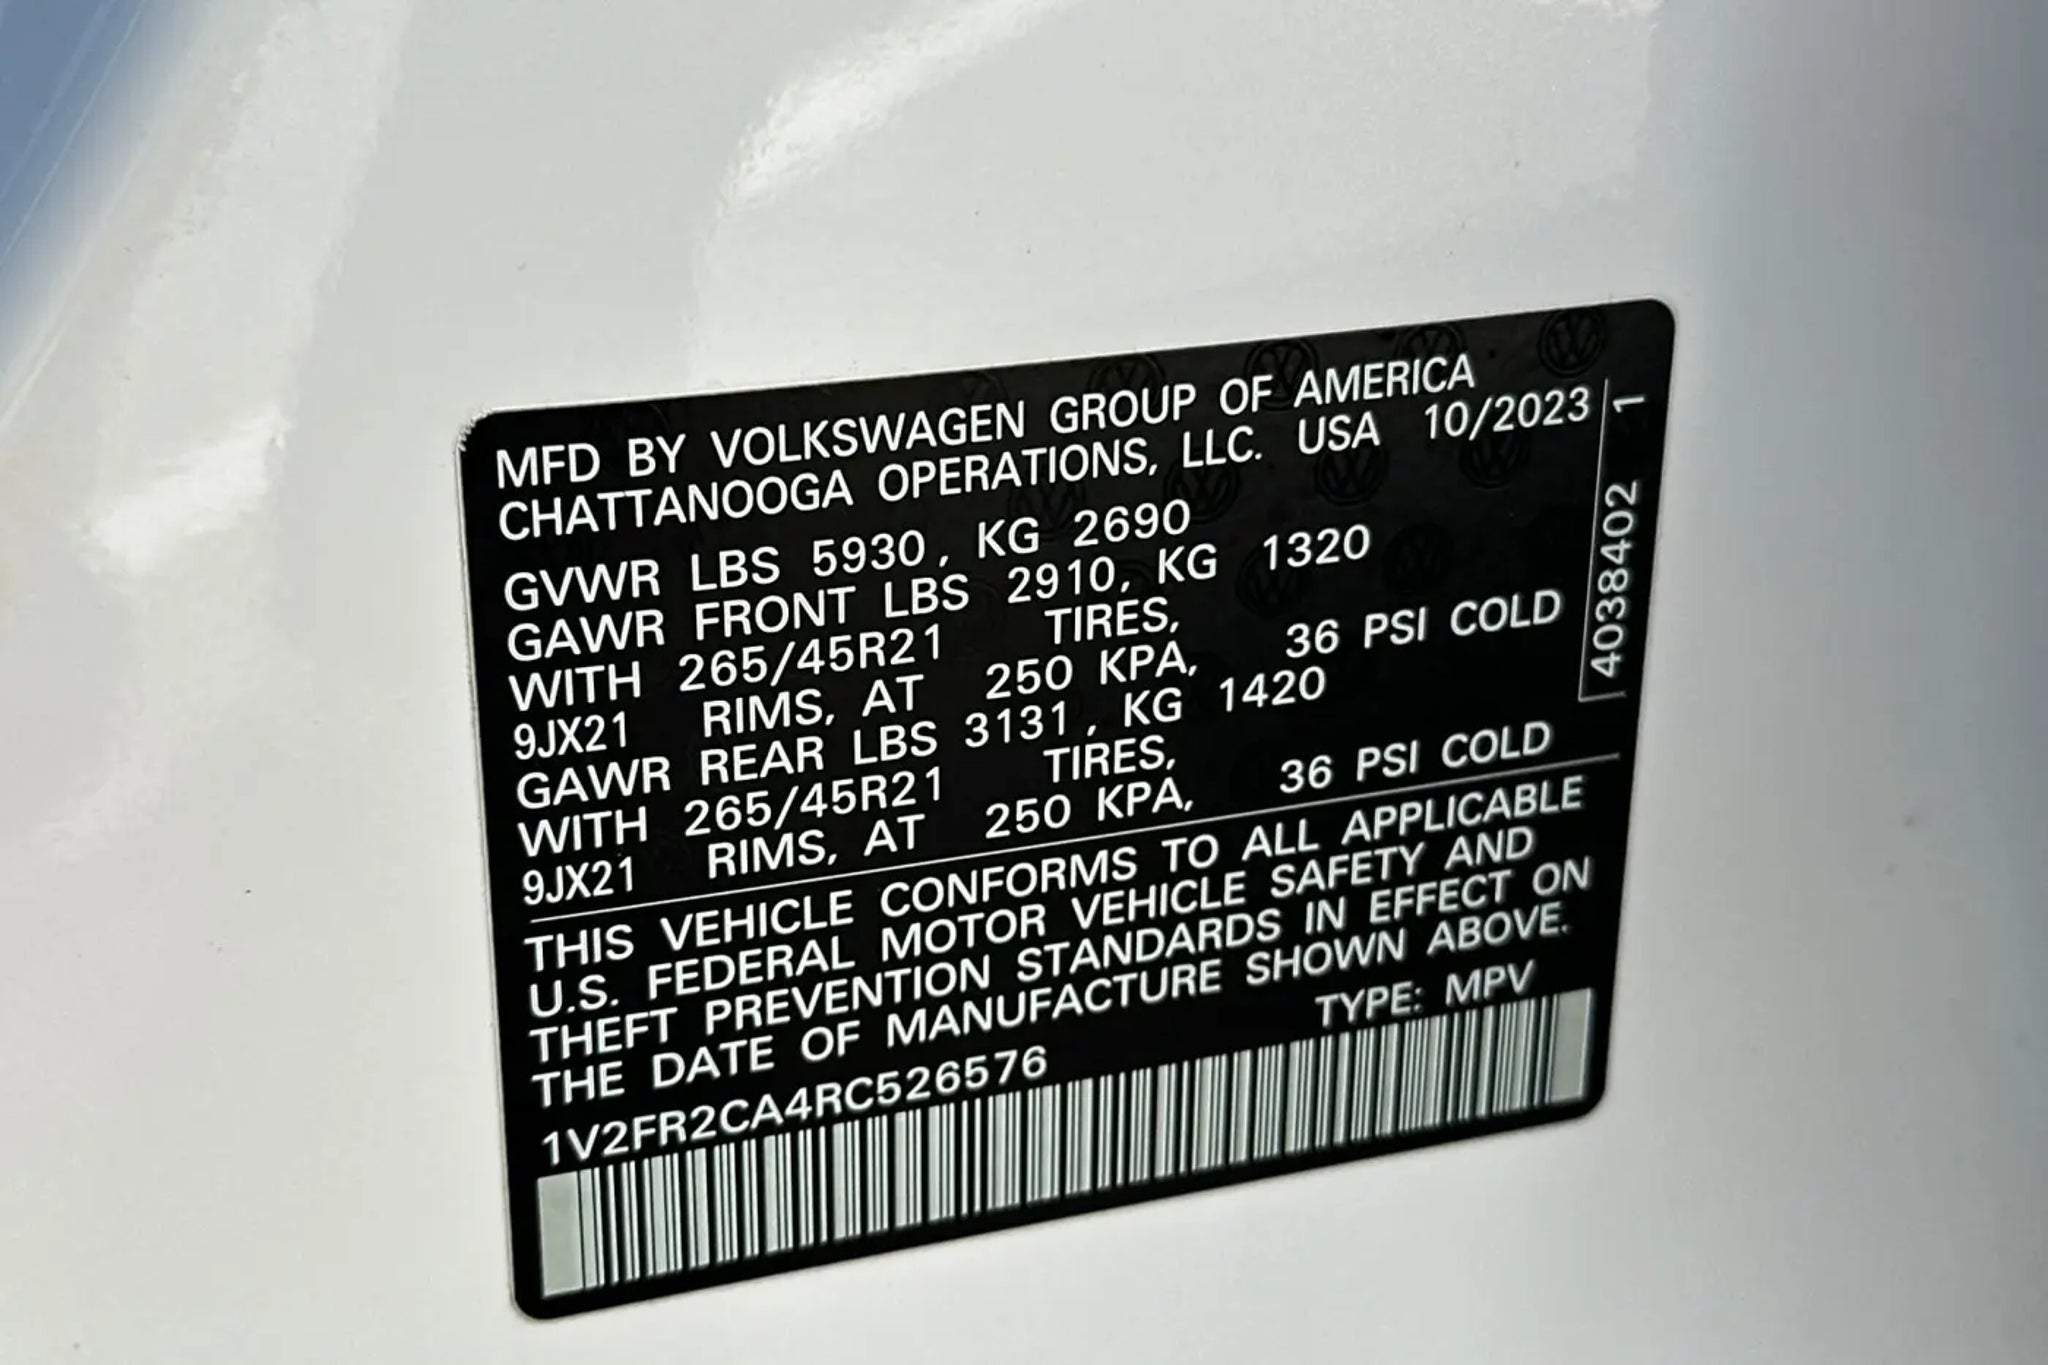 MFD BY VOLKSWAGEN GROUP OF AMERICA
CHATTANOOGA OPERATIONS, LLC. USA 10/2023
GVWR LBS 5930, KG 2690
GAWR FRONT LBS 2910, KG 1320
WITH 265/45R21 TIRES,
9JX21 RIMS, AT 250 KPA, 36 PSI COLD
GAWR REAR LBS 3131, KG 1420
WITH 265/45R21 TIRES,
9JX21 RIMS, AT 250 KPA, 36 PSI COLD
THIS VEHICLE CONFORMS TO ALL APPLICABLE
U.S. FEDERAL MOTOR VEHICLE SAFETY AND
THEFT PREVENTION STANDARDS IN EFFECT ON
THE DATE OF MANUFACTURE SHOWN ABOVE.
1V2FR2CA4RC526576 TYPE: MPV
4038402 1